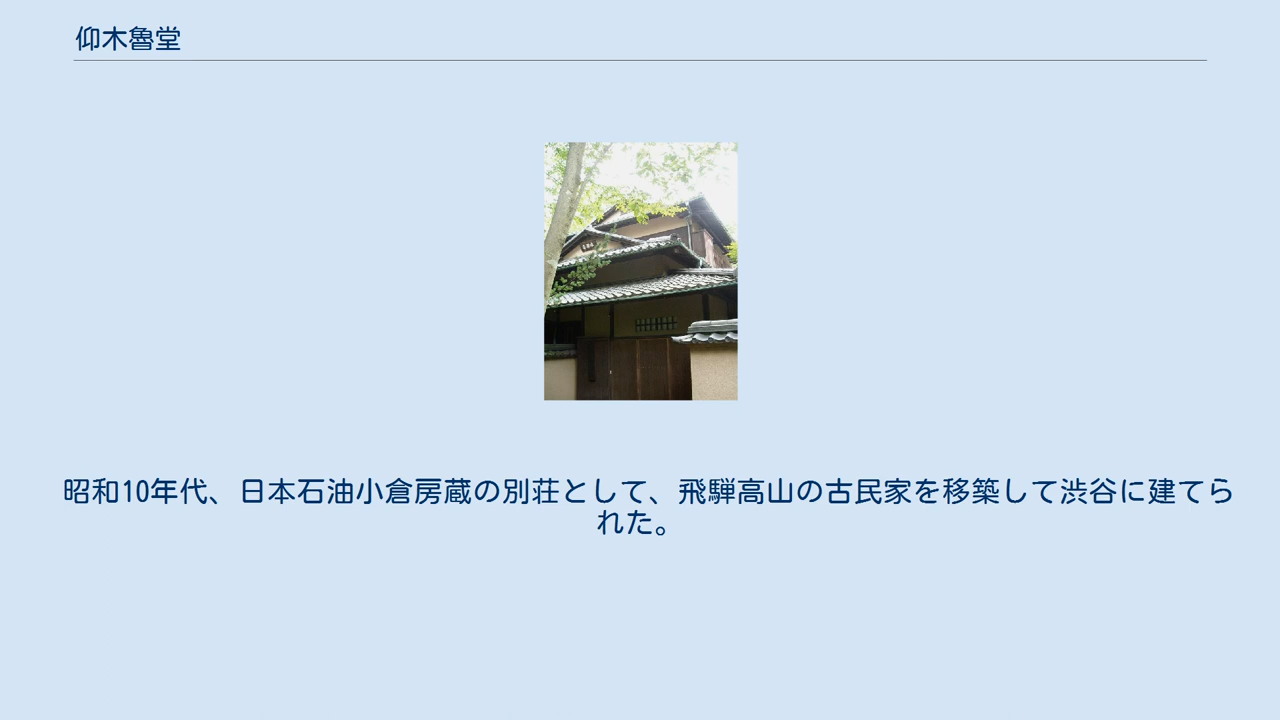 仰木魯堂
昭和10年代、日本石油小倉房蔵の別荘として、飛騨高山の古民家を移築して渋谷に建てら
れた。